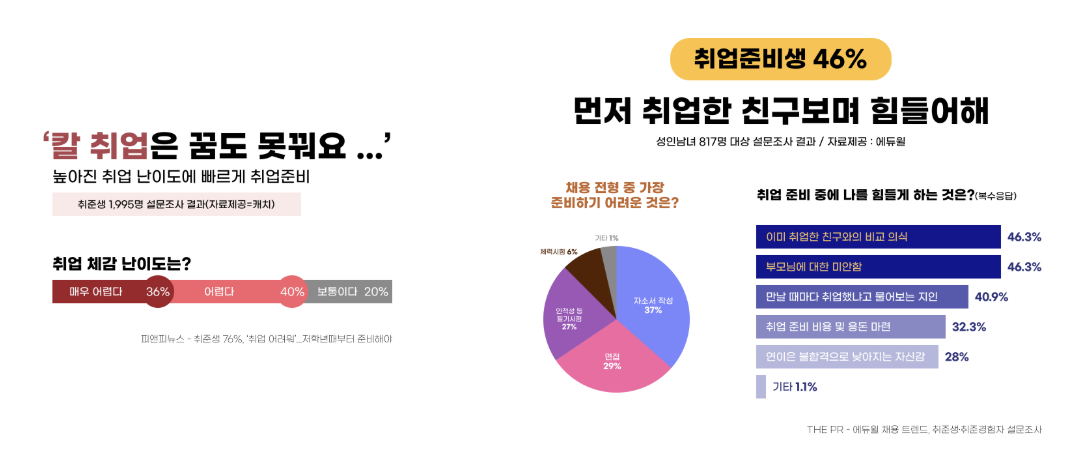 ‘칼 취업은 꿈도 못꿔요 ...’
높아진 취업 난이도에 빠르게 취업준비
취준생 1,995명 설문조사 결과(자료제공=캐치)
취업 체감 난이도는?
매우 어렵다 36% 어렵다 40% 보통이다 20%
피앤피뉴스 - 취준생 76%, ‘취업 어려워’...저학년때부터 준비해야
취업준비생 46%
먼저 취업한 친구보며 힘들어해
성인남녀 817명 대상 설문조사 결과 / 자료제공 : 에듀윌
채용 전형 중 가장
준비하기 어려운 것은?
기타 1%
체력시험 6%
자소서 작성
37%
인적성 등
필기시험
27%
면접
29%
취업 준비 중에 나를 힘들게 하는 것은?(복수응답)
이미 취업한 친구와의 비교 의식 46.3%
부모님에 대한 미안함 46.3%
만날 때마다 취업했냐고 물어보는 지인 40.9%
취업 준비 비용 및 용돈 마련 32.3%
연이은 불합격으로 낮아지는 자신감 28%
기타 1.1%
THE PR - 에듀윌 채용 트렌드, 취준생·취준경험자 설문조사